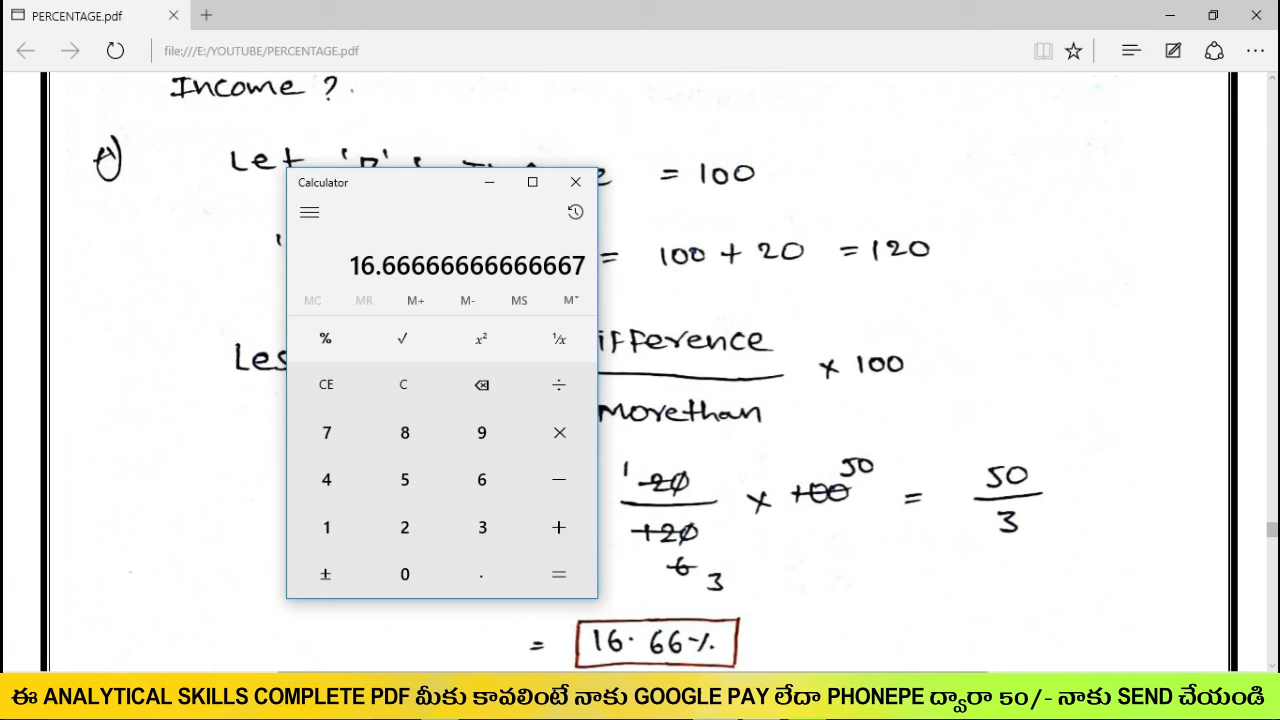 PERCENTAGE.pdf
file:///E:/YOUTUBE/PERCENTAGE.pdf
Income ?
A) Let = 100
= 100 + 20 = 120
Les ifference × 100
morethan
1 20 × 100 50 = 50
120 3
6 3
= 16.66%
Calculator
16.66666666666667
MC MR M+ M- MS M˅
% √ x² ¹/x
CE C ⌫ ÷
7 8 9 ×
4 5 6 −
1 2 3 +
± 0 . =
ఈ ANALYTICAL SKILLS COMPLETE PDF మీకు కావలింటే నాకు GOOGLE PAY లేదా PHONEPE ద్వారా 50/- నాకు SEND చేయండి